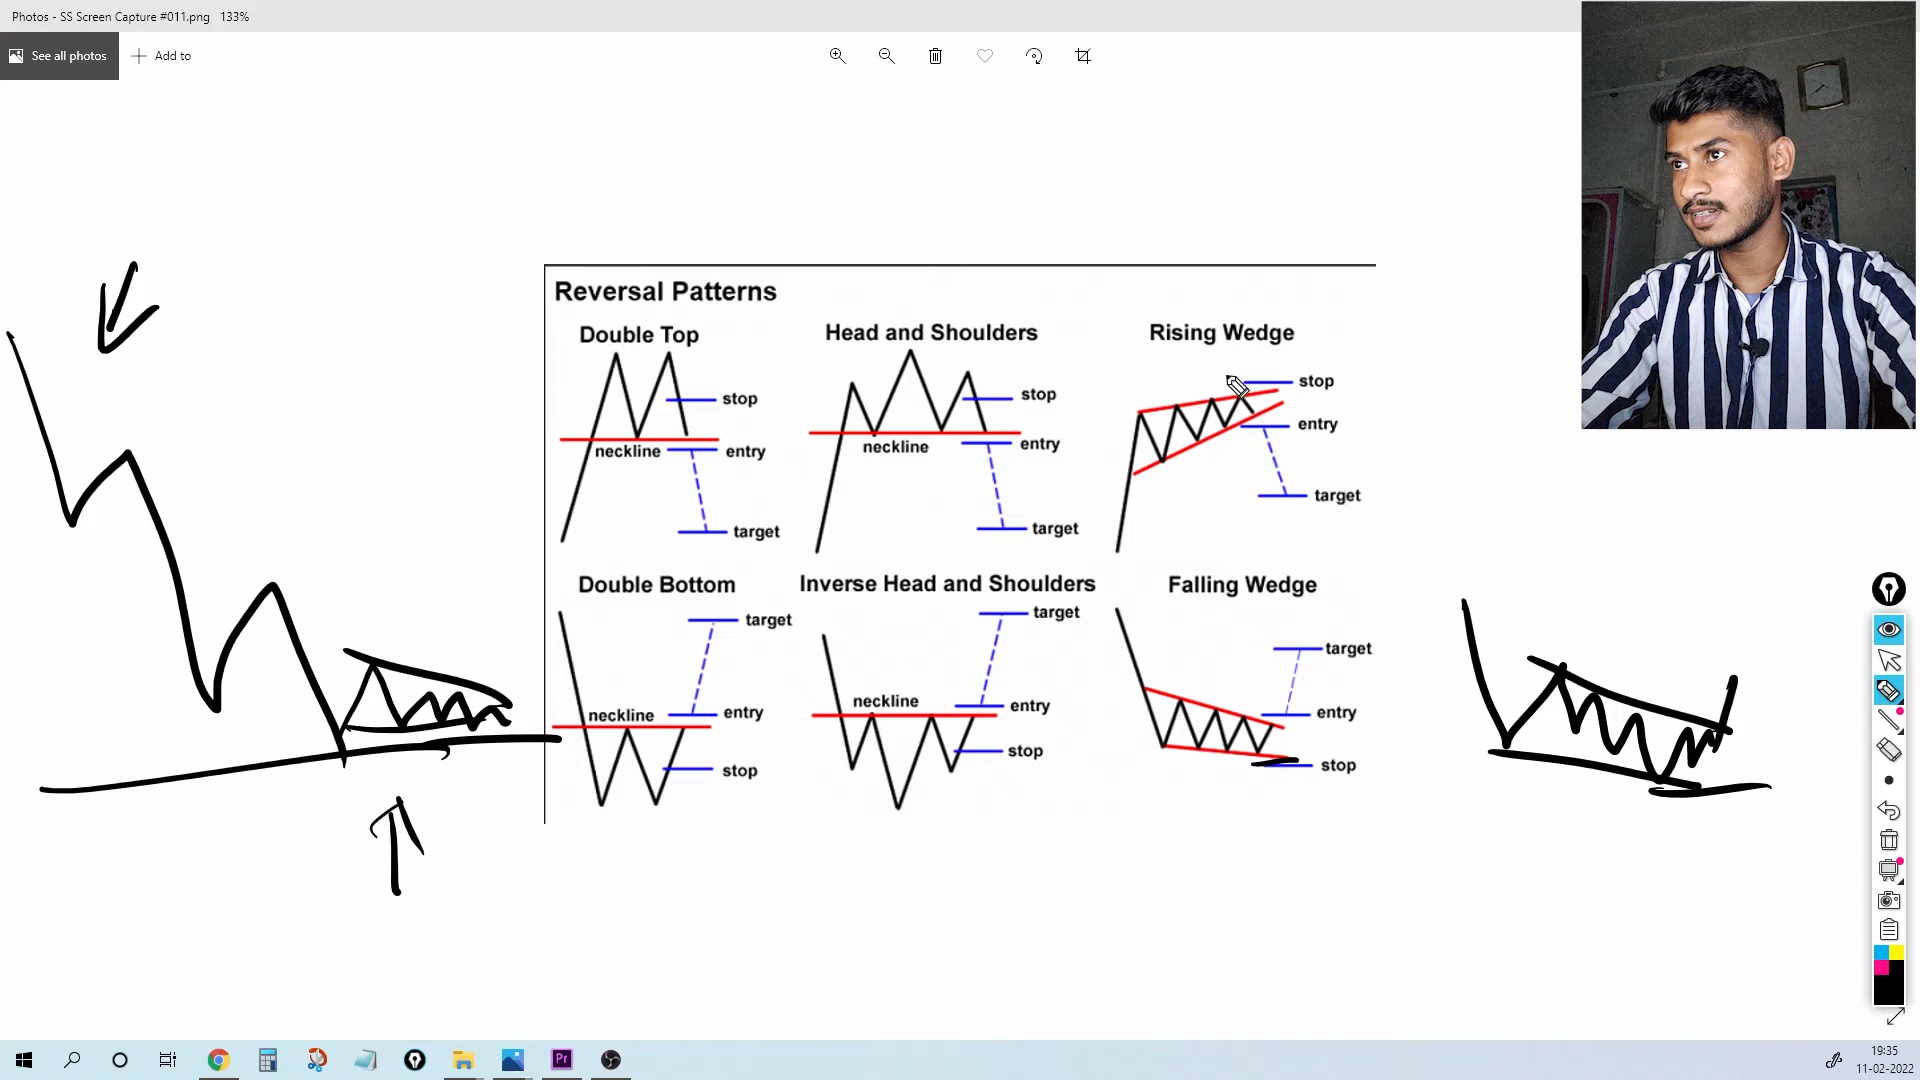 Photos - SS Screen Capture #011.png 133%
See all photos
Add to
Reversal Patterns
Double Top
stop
neckline
entry
target
Head and Shoulders
stop
neckline
entry
target
Rising Wedge
stop
entry
target
Double Bottom
target
neckline
entry
stop
Inverse Head and Shoulders
target
neckline
entry
stop
Falling Wedge
target
entry
stop
Pr
19:35
11-02-2022